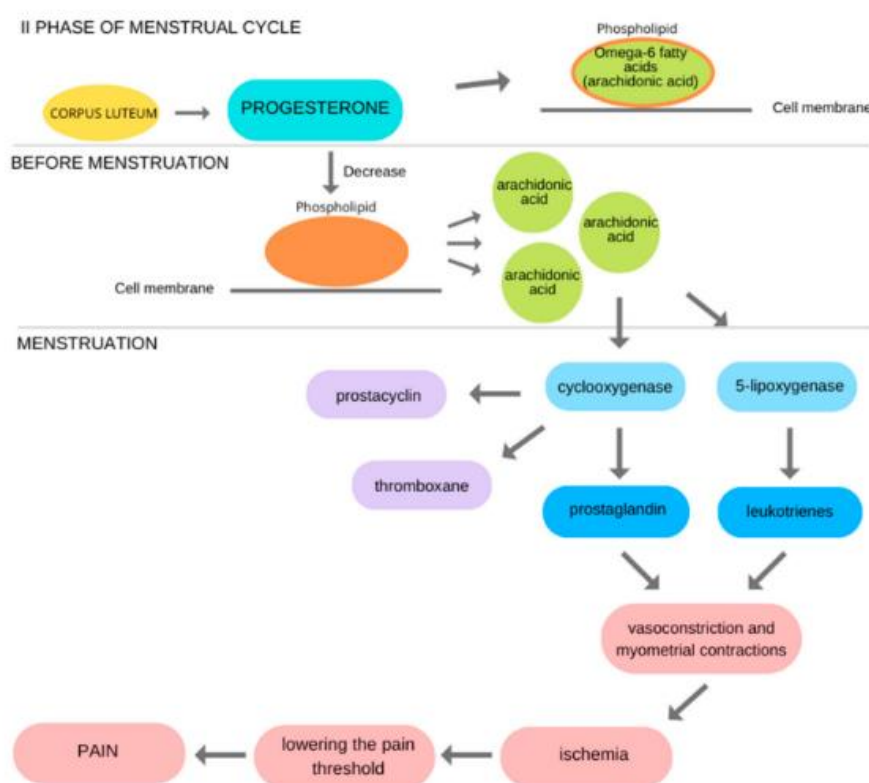 II PHASE OF MENSTRUAL CYCLE
Phospholipid
Omega-6 fatty
acids
(arachidonic acid)
CORPUS LUTEUM
PROGESTERONE
Cell membrane
BEFORE MENSTRUATION
Decrease
Phospholipid
arachidonic
acid
arachidonic
acid
arachidonic
acid
Cell membrane
MENSTRUATION
prostacyclin
cyclooxygenase
5-lipoxygenase
thromboxane
prostaglandin
leukotrienes
vasoconstriction and
myometrial contractions
PAIN
lowering the pain
threshold
ischemia